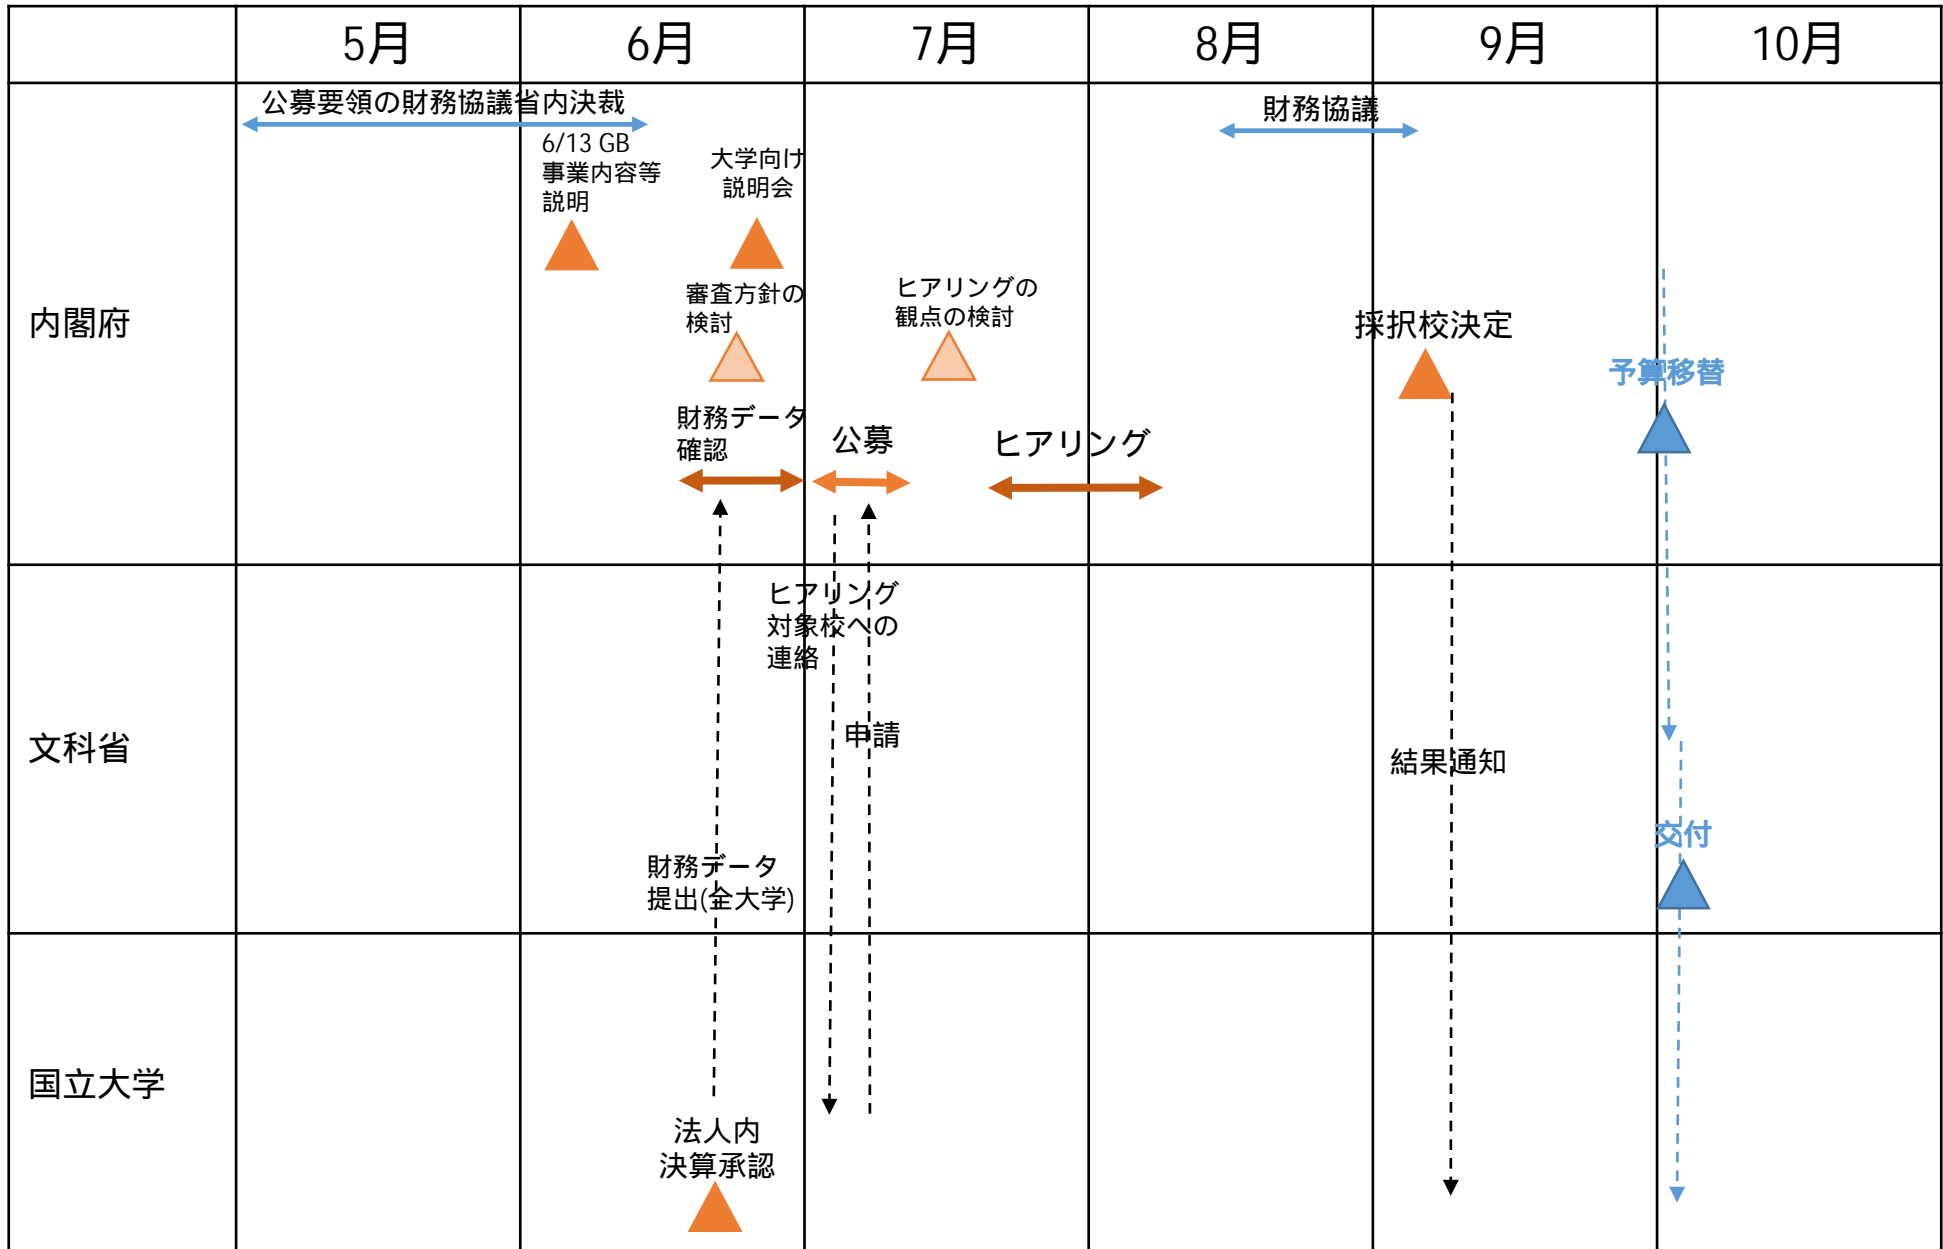 5月
6月
7月
8月
9月
10月
内閣府
公募要領の財務協議省内決裁
財務協議
6/13 GB
事業内容等
説明
大学向け
説明会
審査方針の
検討
ヒアリングの
観点の検討
採択校決定
予算移替
財務データ
確認
公募
ヒアリング
文科省
ヒアリング
対象校への
連絡
申請
結果通知
財務データ
提出(全大学)
交付
国立大学
法人内
決算承認